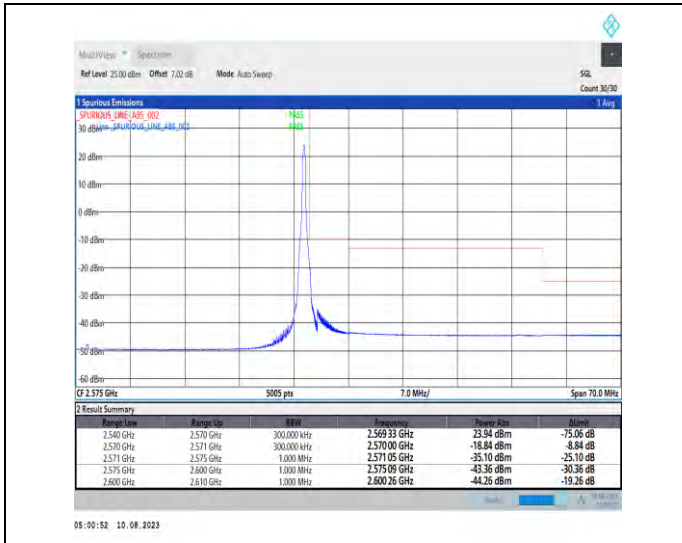 MultiView Spectrum
Ref Level 25.00 dBm Offset 7.02 dB Mode Auto Sweep SGL
Count 30/30
1 Spurious Emissions 1 Avg
_SPURIOUS_LINE_ABS_002 PASS
30 dBm Line _SPURIOUS_LINE_ABS_002 PASS
20 dBm
10 dBm
0 dBm
-10 dBm
-20 dBm
-30 dBm
-40 dBm
-50 dBm
-60 dBm
CF 2.575 GHz 5005 pts 7.0 MHz/ Span 70.0 MHz
2 Result Summary
Range Low Range Up RBW Frequency Power Abs ΔLimit
2.540 GHz 2.570 GHz 300.000 kHz 2.569 33 GHz 23.94 dBm -75.06 dB
2.570 GHz 2.571 GHz 300.000 kHz 2.570 00 GHz -18.84 dBm -8.84 dB
2.571 GHz 2.575 GHz 1.000 MHz 2.571 05 GHz -35.10 dBm -25.10 dB
2.575 GHz 2.600 GHz 1.000 MHz 2.575 09 GHz -43.36 dBm -30.36 dB
2.600 GHz 2.610 GHz 1.000 MHz 2.600 26 GHz -44.26 dBm -19.26 dB
05:00:52 10.08.2023